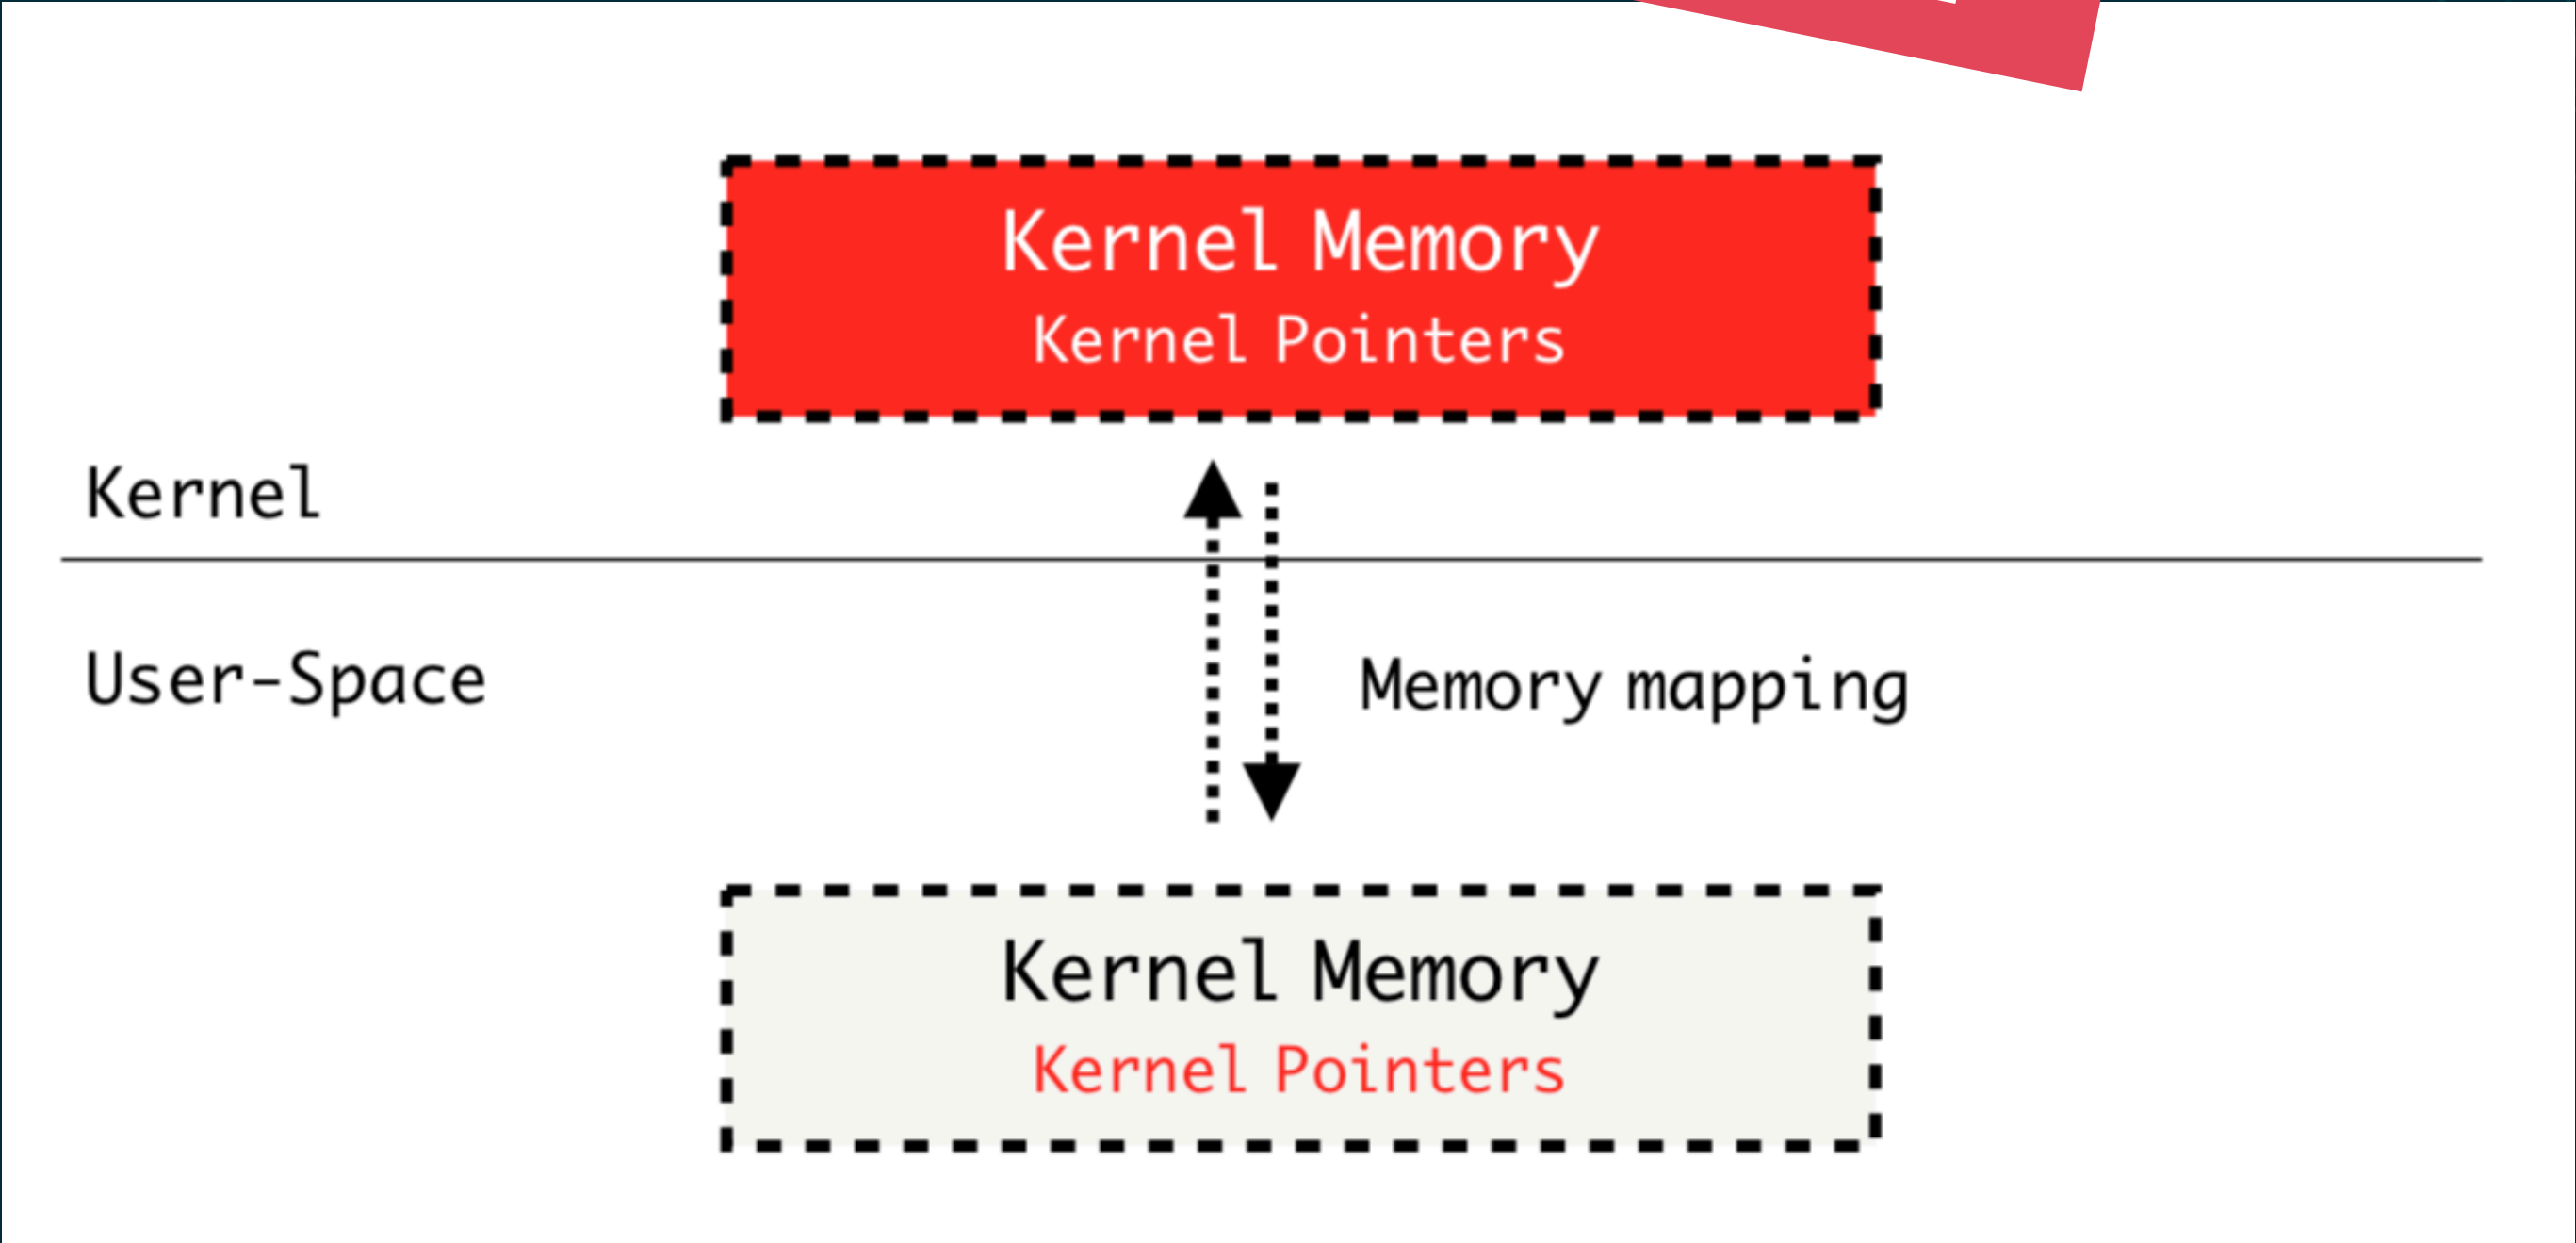 Kernel Memory
Kernel Pointers
Kernel
User-Space
Memory mapping
Kernel Memory
Kernel Pointers